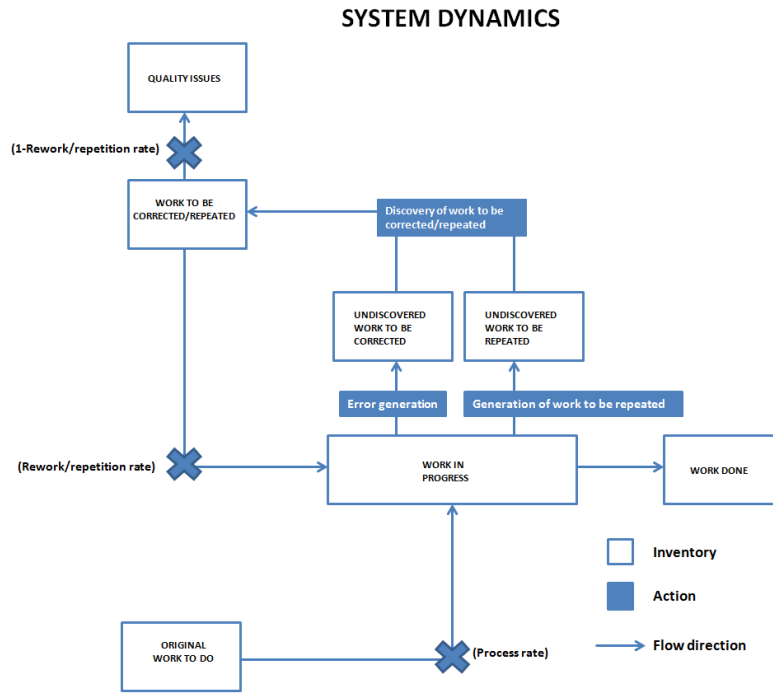 SYSTEM DYNAMICS
QUALITY ISSUES
(1-Rework/repetition rate)
WORK TO BE
CORRECTED/REPEATED
Discovery of work to be
corrected/repeated
UNDISCOVERED
WORK TO BE
CORRECTED
UNDISCOVERED
WORK TO BE
REPEATED
Error generation
Generation of work to be repeated
(Rework/repetition rate)
WORK IN
PROGRESS
WORK DONE
Inventory
Action
Flow direction
ORIGINAL
WORK TO DO
(Process rate)